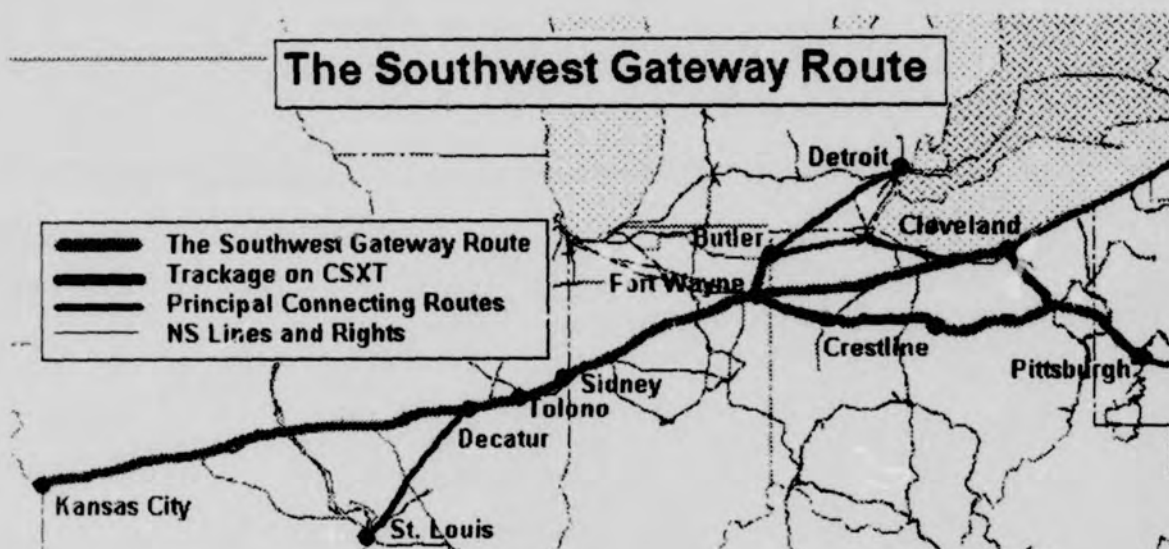 The Southwest Gateway Route
Detroit
The Southwest Gateway Route
Trackage on CSXT
Principal Connecting Routes
NS Lines and Rights
Cleveland
Butler
Fort Wayne
Crestline
Pittsburgh
Sidney
Tolono
Decatur
Kansas City
St. Louis